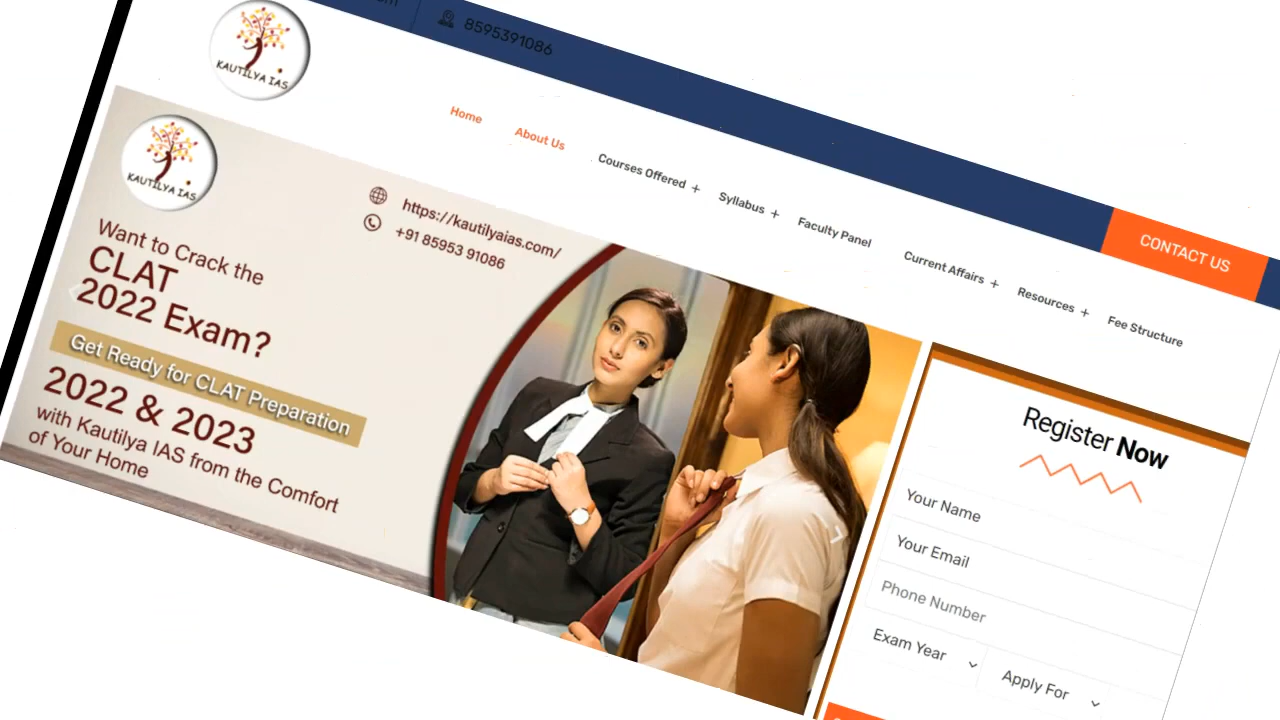 8595391086
KAUTILYA IAS
Home
About Us
Courses Offered +
Syllabus +
Faculty Panel
Current Affairs +
Resources +
Fee Structure
CONTACT US
KAUTILYA IAS
https://kautilyaias.com/
+91 85953 91086
Want to Crack the
CLAT
2022 Exam?
Get Ready for CLAT Preparation
2022 & 2023
with Kautilya IAS from the Comfort
of Your Home
Register Now
Your Name
Your Email
Phone Number
Exam Year
Apply For